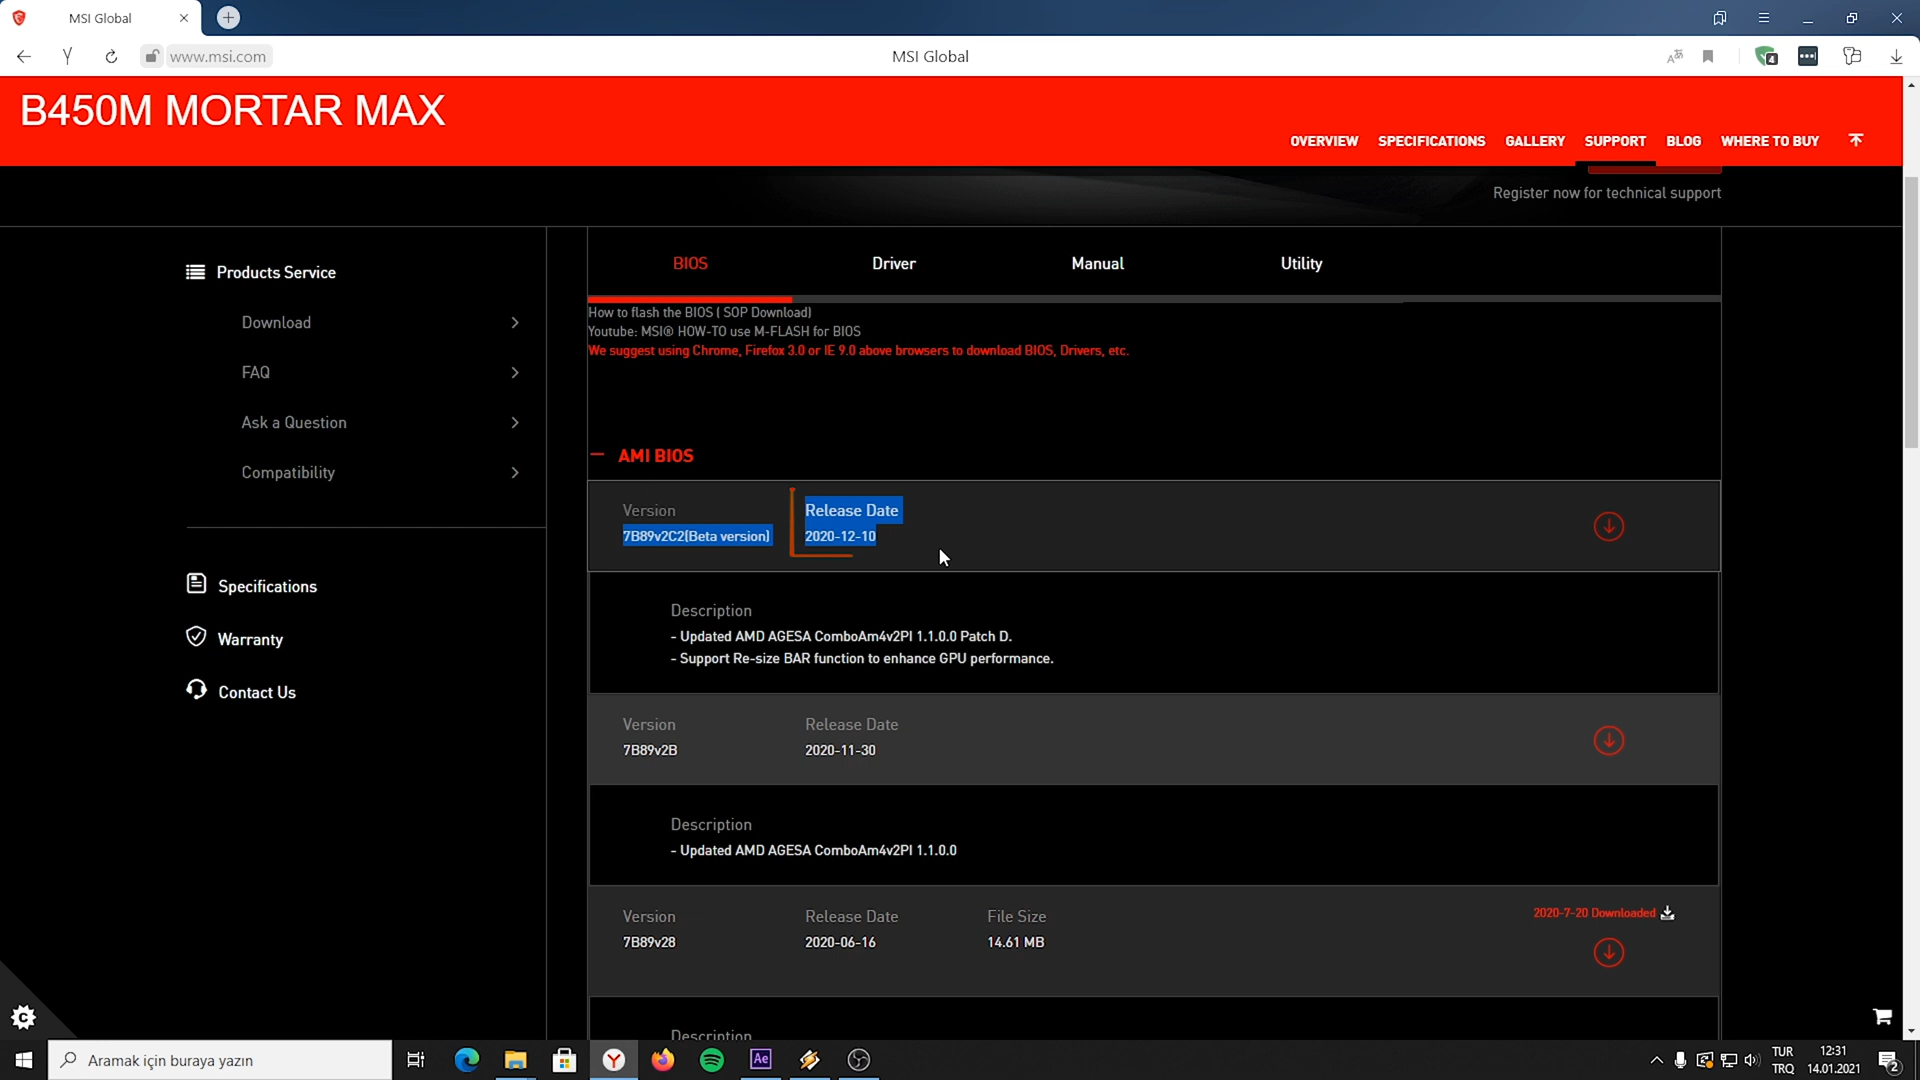 MSI Global
www.msi.com
MSI Global
4
B450M MORTAR MAX
OVERVIEW
SPECIFICATIONS
GALLERY
SUPPORT
BLOG
WHERE TO BUY
Register now for technical support
Products Service
Download
FAQ
Ask a Question
Compatibility
Specifications
Warranty
Contact Us
BIOS
Driver
Manual
Utility
How to flash the BIOS ( SOP Download)
Youtube: MSI® HOW-TO use M-FLASH for BIOS
We suggest using Chrome, Firefox 3.0 or IE 9.0 above browsers to download BIOS, Drivers, etc.
AMI BIOS
Version
Release Date
7B89v2C2(Beta version)
2020-12-10
Description
- Updated AMD AGESA ComboAm4v2PI 1.1.0.0 Patch D.
- Support Re-size BAR function to enhance GPU performance.
Version
Release Date
7B89v2B
2020-11-30
Description
- Updated AMD AGESA ComboAm4v2PI 1.1.0.0
Version
Release Date
File Size
2020-7-20 Downloaded
7B89v28
2020-06-16
14.61 MB
Description
Aramak için buraya yazın
Ae
TUR
TRQ
12:31
14.01.2021
2